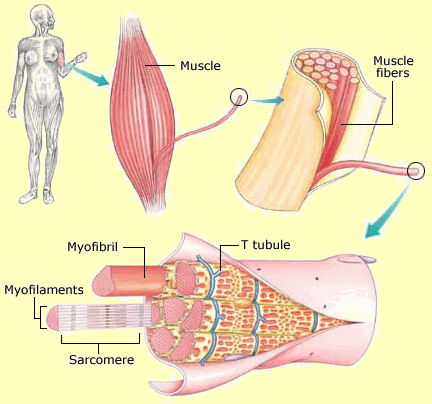 Muscle
Muscle
fibers
Myofibril
T tubule
Myofilaments
Sarcomere